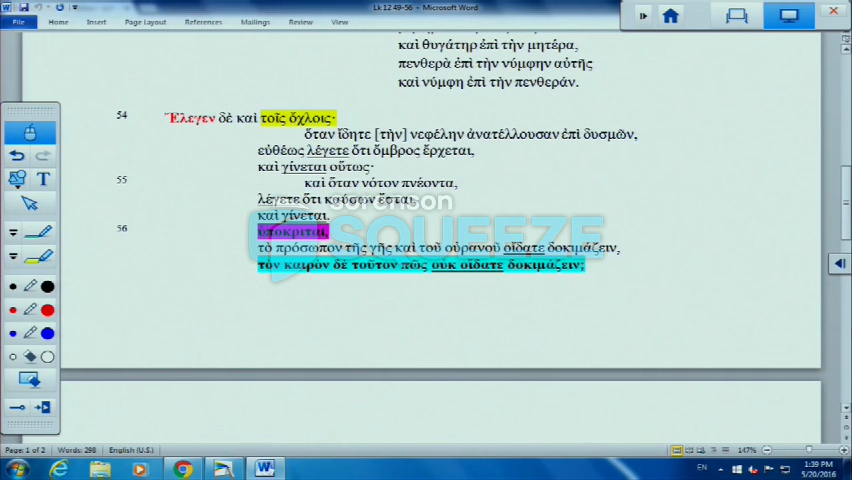 Lk 12 49-56 - Microsoft Word
File Home Insert Page Layout References Mailings Review View
καὶ θυγάτηρ ἐπὶ τὴν μητέρα,
πενθερὰ ἐπὶ τὴν νύμφην αὐτῆς
καὶ νύμφη ἐπὶ τὴν πενθεράν.
54 Ἔλεγεν δὲ καὶ τοῖς ὄχλοις·
ὅταν ἴδητε [τὴν] νεφέλην ἀνατέλλουσαν ἐπὶ δυσμῶν,
εὐθέως λέγετε ὅτι ὄμβρος ἔρχεται,
καὶ γίνεται οὕτως·
55 καὶ ὅταν νότον πνέοντα,
λέγετε ὅτι καύσων ἔσται,
καὶ γίνεται.
sorenson
SQUEEZE
56 ὑποκριταί,
τὸ πρόσωπον τῆς γῆς καὶ τοῦ οὐρανοῦ οἴδατε δοκιμάζειν,
τὸν καιρὸν δὲ τοῦτον πῶς οὐκ οἴδατε δοκιμάζειν;
T
Page: 1 of 2 Words: 298 English (U.S.) 147%
EN 1:39 PM
5/20/2016